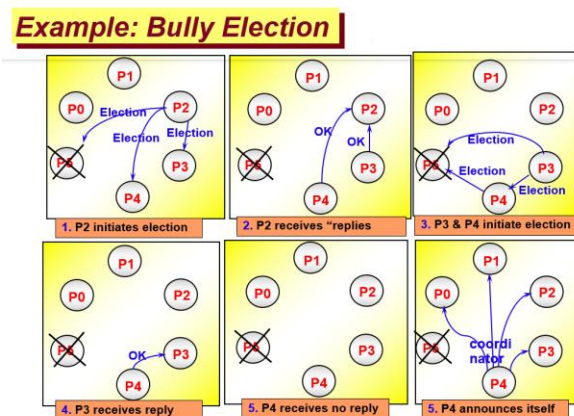 Example: Bully Election
P1
P0
P2
Election
Election
Election
P3
P4
1. P2 initiates election
P1
P0
P2
OK
OK
P3
P4
2. P2 receives "replies
P1
P0
P2
Election
Election
P3
Election
P4
3. P3 & P4 initiate election
P1
P0
P2
OK
P3
P4
4. P3 receives reply
P1
P0
P2
P3
P4
5. P4 receives no reply
P1
P0
P2
coordi
nator
P3
P4
5. P4 announces itself